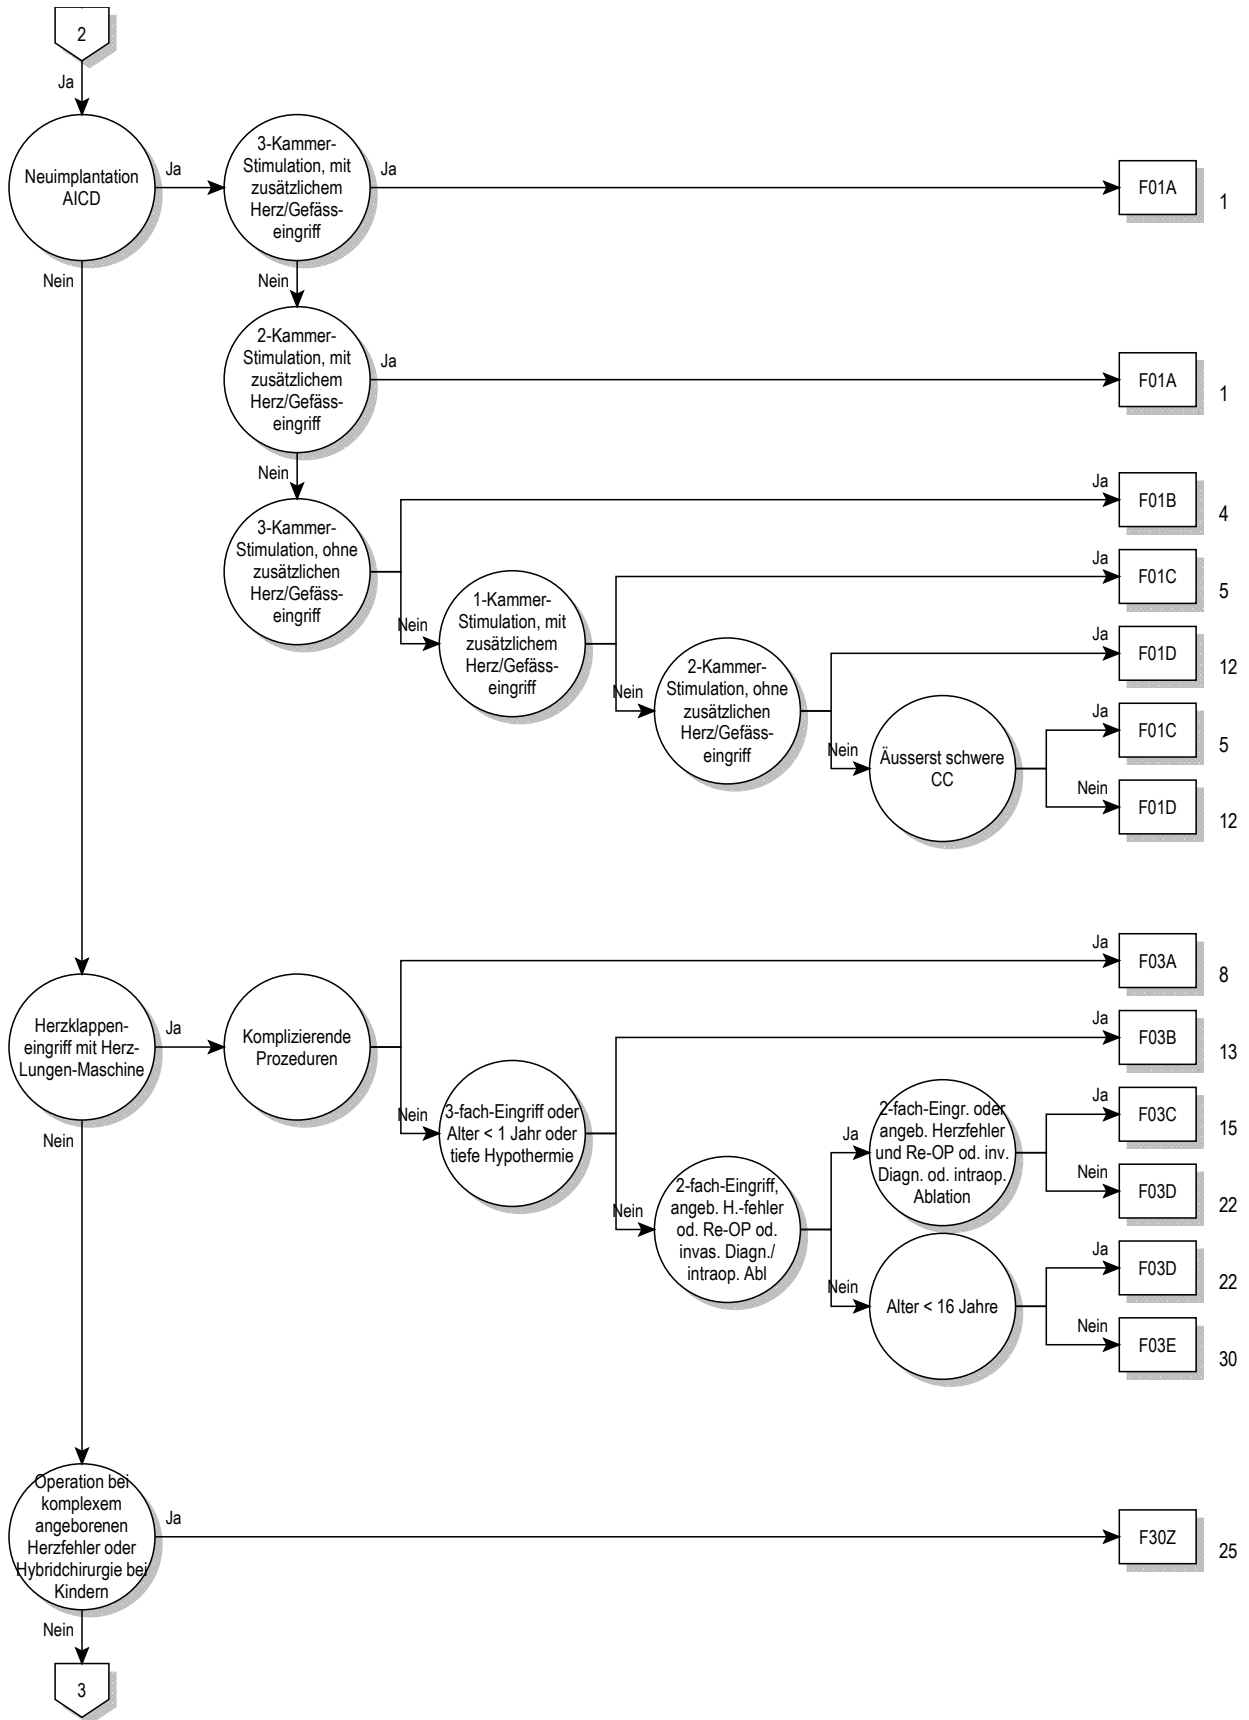 2
Ja
Neuimplantation
AICD
Ja
3-Kammer-
Stimulation, mit
zusätzlichem
Herz/Gefäss-
eingriff
Ja
F01A
1
Nein
Nein
2-Kammer-
Stimulation, mit
zusätzlichem
Herz/Gefäss-
eingriff
Ja
F01A
1
Nein
3-Kammer-
Stimulation, ohne
zusätzlichen
Herz/Gefäss-
eingriff
Ja
F01B
4
Nein
1-Kammer-
Stimulation, mit
zusätzlichem
Herz/Gefäss-
eingriff
Ja
F01C
5
Nein
2-Kammer-
Stimulation, ohne
zusätzlichen
Herz/Gefäss-
eingriff
Ja
F01D
12
Nein
Äusserst schwere
CC
Ja
F01C
5
Nein
F01D
12
Herzklappen-
eingriff mit Herz-
Lungen-Maschine
Ja
Komplizierende
Prozeduren
Ja
F03A
8
Nein
3-fach-Eingriff oder
Alter < 1 Jahr oder
tiefe Hypothermie
Ja
F03B
13
Nein
2-fach-Eingriff,
angeb. H.-fehler
od. Re-OP od.
invas. Diagn./
intraop. Abl
Ja
2-fach-Eingr. oder
angeb. Herzfehler
und Re-OP od. inv.
Diagn. od. intraop.
Ablation
Ja
F03C
15
Nein
F03D
22
Nein
Alter < 16 Jahre
Ja
F03D
22
Nein
F03E
30
Nein
Operation bei
komplexem
angeborenen
Herzfehler oder
Hybridchirurgie bei
Kindern
Ja
F30Z
25
Nein
3